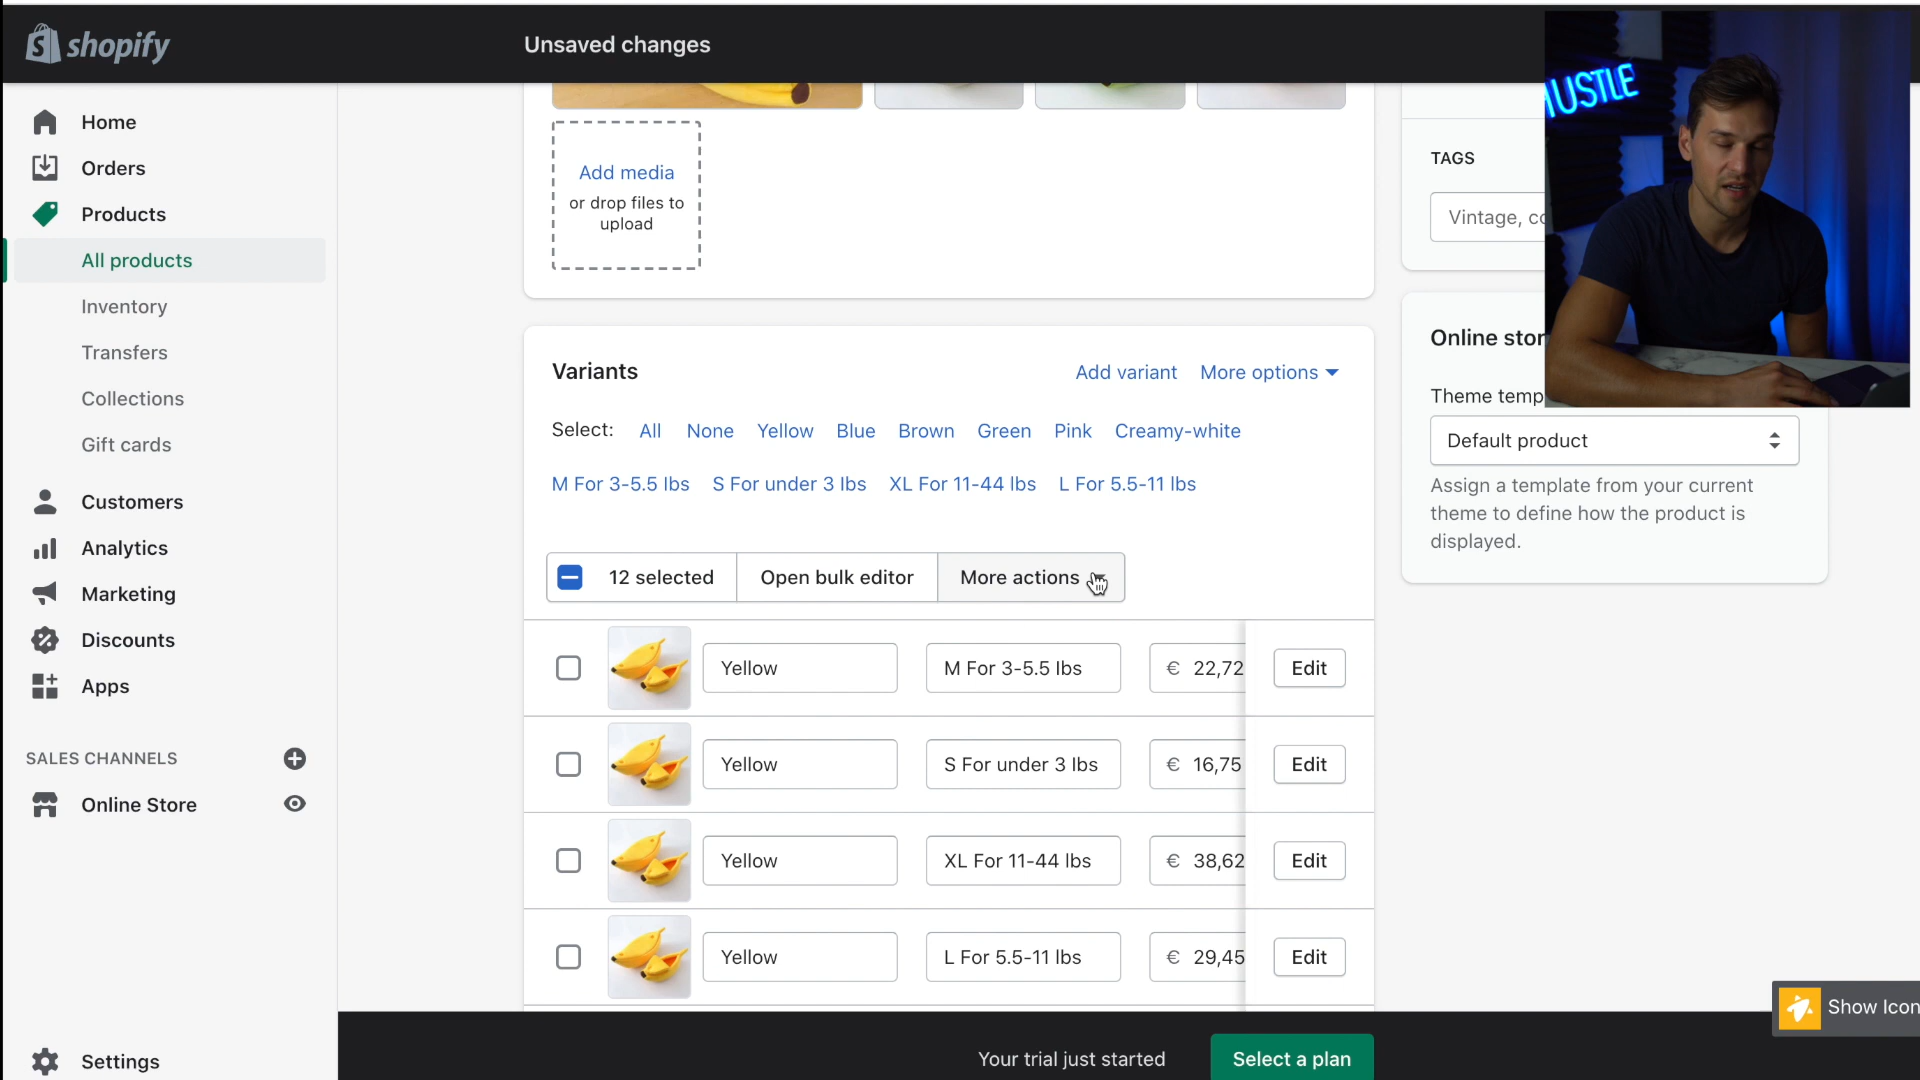 shopify
Unsaved changes
Home
Orders
Products
All products
Inventory
Transfers
Collections
Gift cards
Customers
Analytics
Marketing
Discounts
Apps
SALES CHANNELS
Online Store
Settings
Add media
or drop files to
upload
Variants
Add variant
More options
Select: All None Yellow Blue Brown Green Pink Creamy-white
M For 3-5.5 lbs S For under 3 lbs XL For 11-44 lbs L For 5.5-11 lbs
12 selected
Open bulk editor
More actions
Yellow M For 3-5.5 lbs € 22,72 Edit
Yellow S For under 3 lbs € 16,75 Edit
Yellow XL For 11-44 lbs € 38,62 Edit
Yellow L For 5.5-11 lbs € 29,45 Edit
TAGS
Vintage, co
Online stor
Theme temp
Default product
Assign a template from your current
theme to define how the product is
displayed.
HUSTLE
Show Icon
Your trial just started
Select a plan